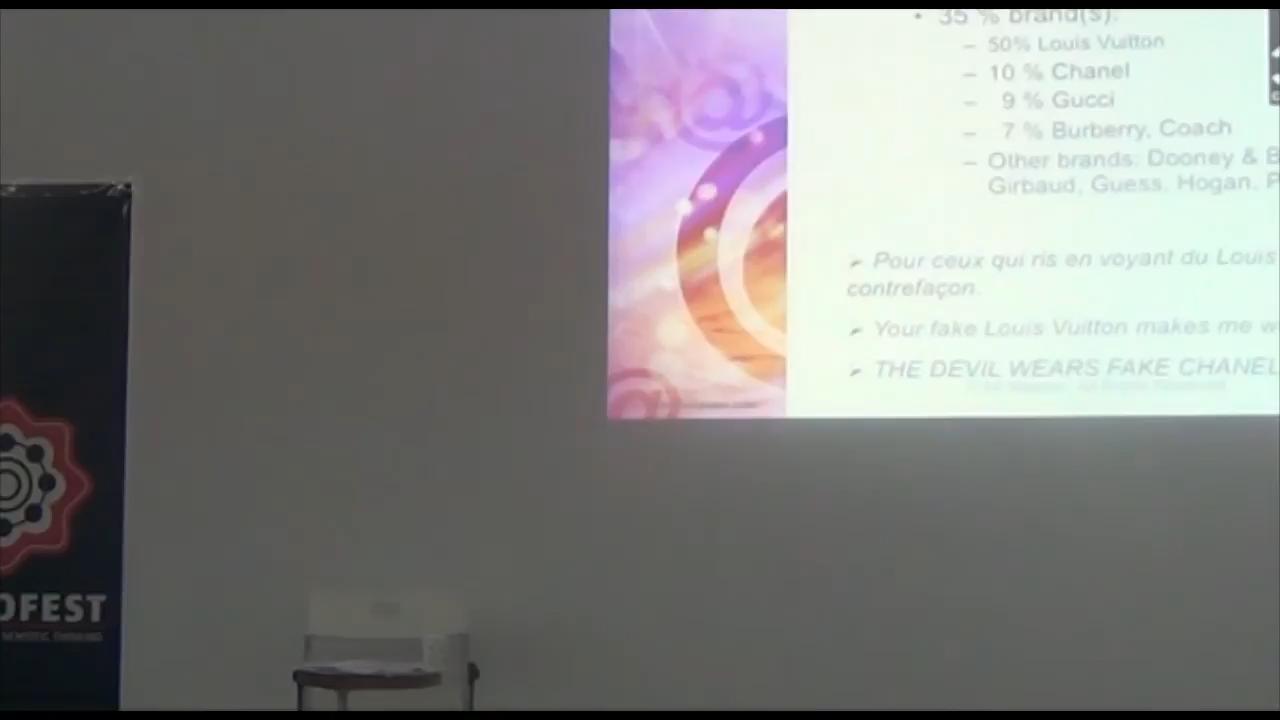 • 35 % brand(s):
– 50% Louis Vuitton
– 10 % Chanel
– 9 % Gucci
– 7 % Burberry, Coach
– Other brands: Dooney & B
Girbaud, Guess, Hogan, P
Pour ceux qui ris en voyant du Louis
contrefaçon.
Your fake Louis Vuitton makes me w
THE DEVIL WEARS FAKE CHANEL
OFEST